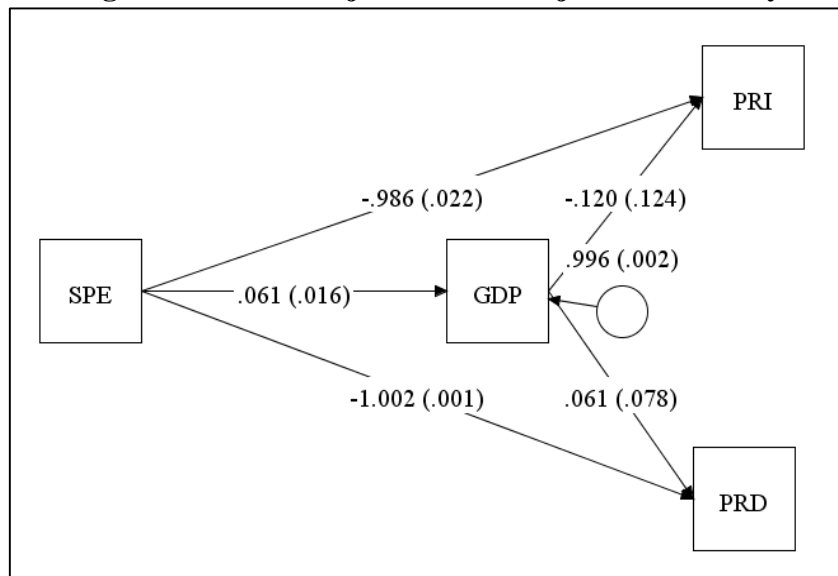 PRI
-.986 (.022)
-.120 (.124)
.996 (.002)
SPE
.061 (.016)
GDP
-1.002 (.001)
.061 (.078)
PRD